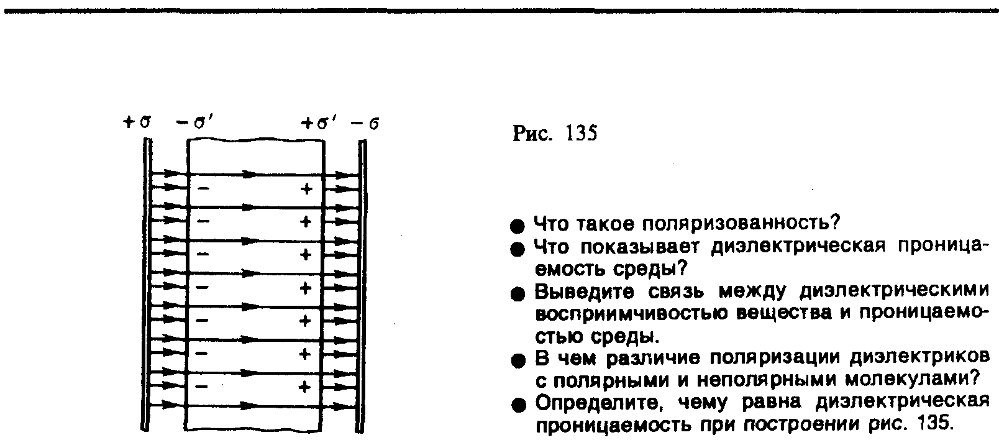 +σ −σ′ +σ′ −σ
Рис. 135
− +
− +
− +
− +
− +
− +
− +
● Что такое поляризованность?
● Что показывает диэлектрическая проница-
емость среды?
● Выведите связь между диэлектрическими
восприимчивостью вещества и проницаемо-
стью среды.
● В чем различие поляризации диэлектриков
с полярными и неполярными молекулами?
● Определите, чему равна диэлектрическая
проницаемость при построении рис. 135.